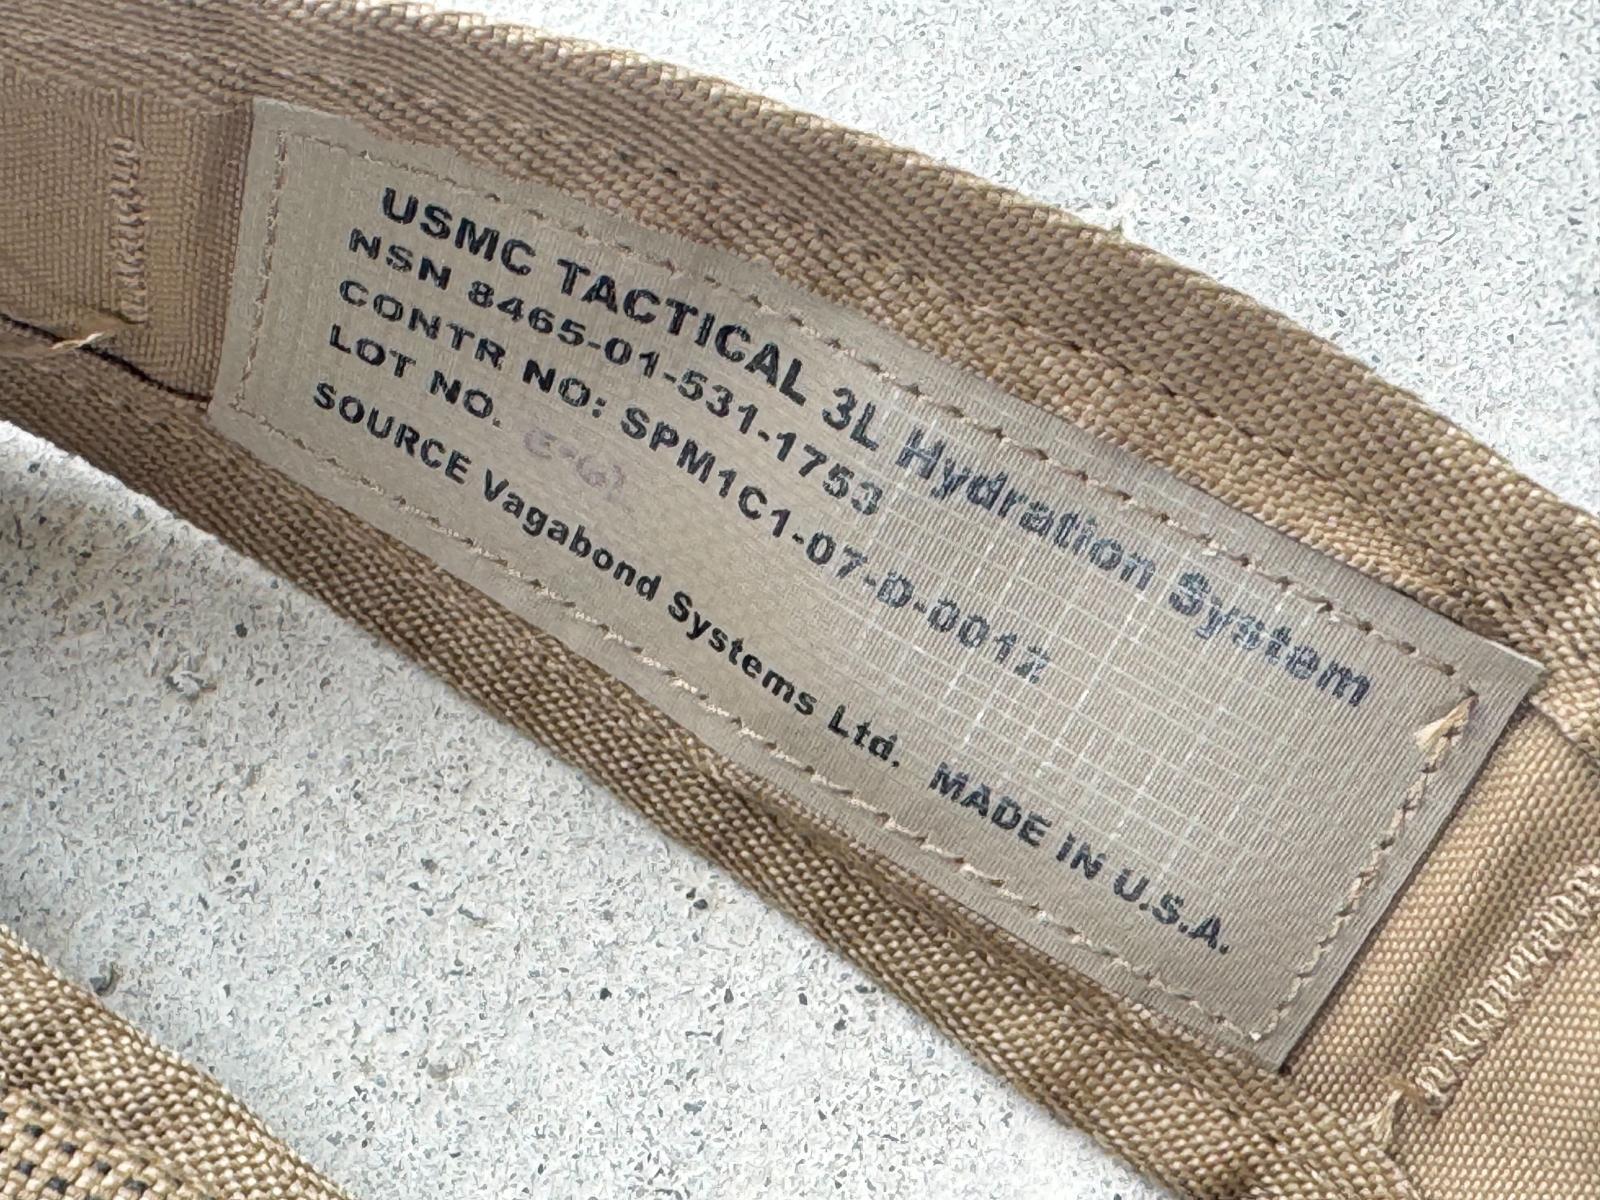 USMC TACTICAL 3L Hydration System
NSN 8465-01-531-1753
CONTR NO: SPM1C1-07-D-0012
LOT NO.
SOURCE Vagabond Systems Ltd. MADE IN U.S.A.